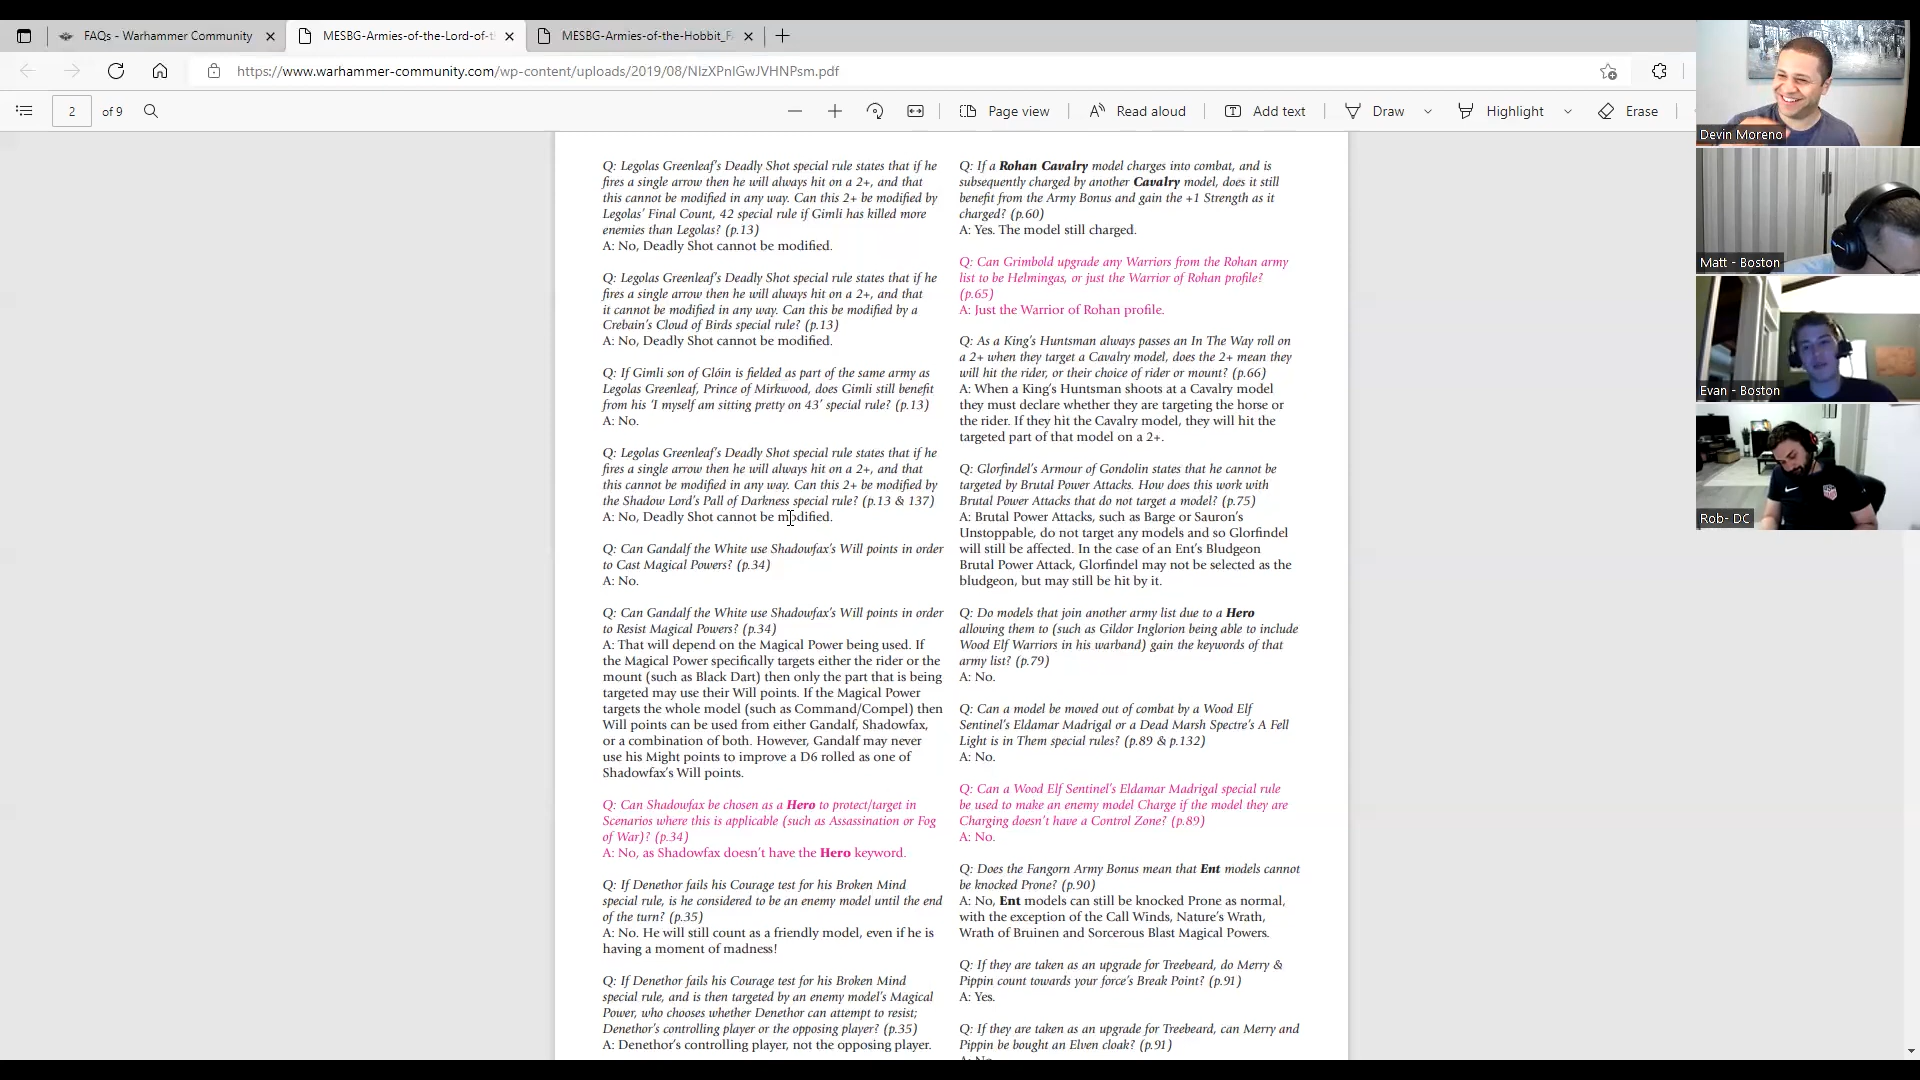 FAQs - Warhammer Community
MESBG-Armies-of-the-Lord-of-t
MESBG-Armies-of-the-Hobbit_F
https://www.warhammer-community.com/wp-content/uploads/2019/08/NIzXPnIGwJVHNPsm.pdf
2 of 9
Page view
Read aloud
Add text
Draw
Highlight
Erase
Q: Legolas Greenleaf's Deadly Shot special rule states that if he
fires a single arrow then he will always hit on a 2+, and that
this cannot be modified in any way. Can this 2+ be modified by
Legolas' Final Count, 42 special rule if Gimli has killed more
enemies than Legolas? (p.13)
A: No, Deadly Shot cannot be modified.
Q: Legolas Greenleaf's Deadly Shot special rule states that if he
fires a single arrow then he will always hit on a 2+, and that
it cannot be modified in any way. Can this be modified by a
Crebain's Cloud of Birds special rule? (p.13)
A: No, Deadly Shot cannot be modified.
Q: If Gimli son of Glóin is fielded as part of the same army as
Legolas Greenleaf, Prince of Mirkwood, does Gimli still benefit
from his 'I myself am sitting pretty on 43' special rule? (p.13)
A: No.
Q: Legolas Greenleaf's Deadly Shot special rule states that if he
fires a single arrow then he will always hit on a 2+, and that
this cannot be modified in any way. Can this 2+ be modified by
the Shadow Lord's Pall of Darkness special rule? (p.13 & 137)
A: No, Deadly Shot cannot be modified.
Q: Can Gandalf the White use Shadowfax's Will points in order
to Cast Magical Powers? (p.34)
A: No.
Q: Can Gandalf the White use Shadowfax's Will points in order
to Resist Magical Powers? (p.34)
A: That will depend on the Magical Power being used. If
the Magical Power specifically targets either the rider or the
mount (such as Black Dart) then only the part that is being
targeted may use their Will points. If the Magical Power
targets the whole model (such as Command/Compel) then
Will points can be used from either Gandalf, Shadowfax,
or a combination of both. However, Gandalf may never
use his Might points to improve a D6 rolled as one of
Shadowfax's Will points.
Q: Can Shadowfax be chosen as a Hero to protect/target in
Scenarios where this is applicable (such as Assassination or Fog
of War)? (p.34)
A: No, as Shadowfax doesn't have the Hero keyword.
Q: If Denethor fails his Courage test for his Broken Mind
special rule, is he considered to be an enemy model until the end
of the turn? (p.35)
A: No. He will still count as a friendly model, even if he is
having a moment of madness!
Q: If Denethor fails his Courage test for his Broken Mind
special rule, and is then targeted by an enemy model's Magical
Power, who chooses whether Denethor can attempt to resist;
Denethor's controlling player or the opposing player? (p.35)
A: Denethor's controlling player, not the opposing player.
Q: If a Rohan Cavalry model charges into combat, and is
subsequently charged by another Cavalry model, does it still
benefit from the Army Bonus and gain the +1 Strength as it
charged? (p.60)
A: Yes. The model still charged.
Q: Can Grimbold upgrade any Warriors from the Rohan army
list to be Helmingas, or just the Warrior of Rohan profile?
(p.65)
A: Just the Warrior of Rohan profile.
Q: As a King's Huntsman always passes an In The Way roll on
a 2+ when they target a Cavalry model, does the 2+ mean they
will hit the rider, or their choice of rider or mount? (p.66)
A: When a King's Huntsman shoots at a Cavalry model
they must declare whether they are targeting the horse or
the rider. If they hit the Cavalry model, they will hit the
targeted part of that model on a 2+.
Q: Glorfindel's Armour of Gondolin states that he cannot be
targeted by Brutal Power Attacks. How does this work with
Brutal Power Attacks that do not target a model? (p.75)
A: Brutal Power Attacks, such as Barge or Sauron's
Unstoppable, do not target any models and so Glorfindel
will still be affected. In the case of an Ent's Bludgeon
Brutal Power Attack, Glorfindel may not be selected as the
bludgeon, but may still be hit by it.
Q: Do models that join another army list due to a Hero
allowing them to (such as Gildor Inglorion being able to include
Wood Elf Warriors in his warband) gain the keywords of that
army list? (p.79)
A: No.
Q: Can a model be moved out of combat by a Wood Elf
Sentinel's Eldamar Madrigal or a Dead Marsh Spectre's A Fell
Light is in Them special rules? (p.89 & p.132)
A: No.
Q: Can a Wood Elf Sentinel's Eldamar Madrigal special rule
be used to make an enemy model Charge if the model they are
Charging doesn't have a Control Zone? (p.89)
A: No.
Q: Does the Fangorn Army Bonus mean that Ent models cannot
be knocked Prone? (p.90)
A: No, Ent models can still be knocked Prone as normal,
with the exception of the Call Winds, Nature's Wrath,
Wrath of Bruinen and Sorcerous Blast Magical Powers.
Q: If they are taken as an upgrade for Treebeard, do Merry &
Pippin count towards your force's Break Point? (p.91)
A: Yes.
Q: If they are taken as an upgrade for Treebeard, can Merry and
Pippin be bought an Elven cloak? (p.91)
Devin Moreno
Matt - Boston
Evan - Boston
Rob- DC